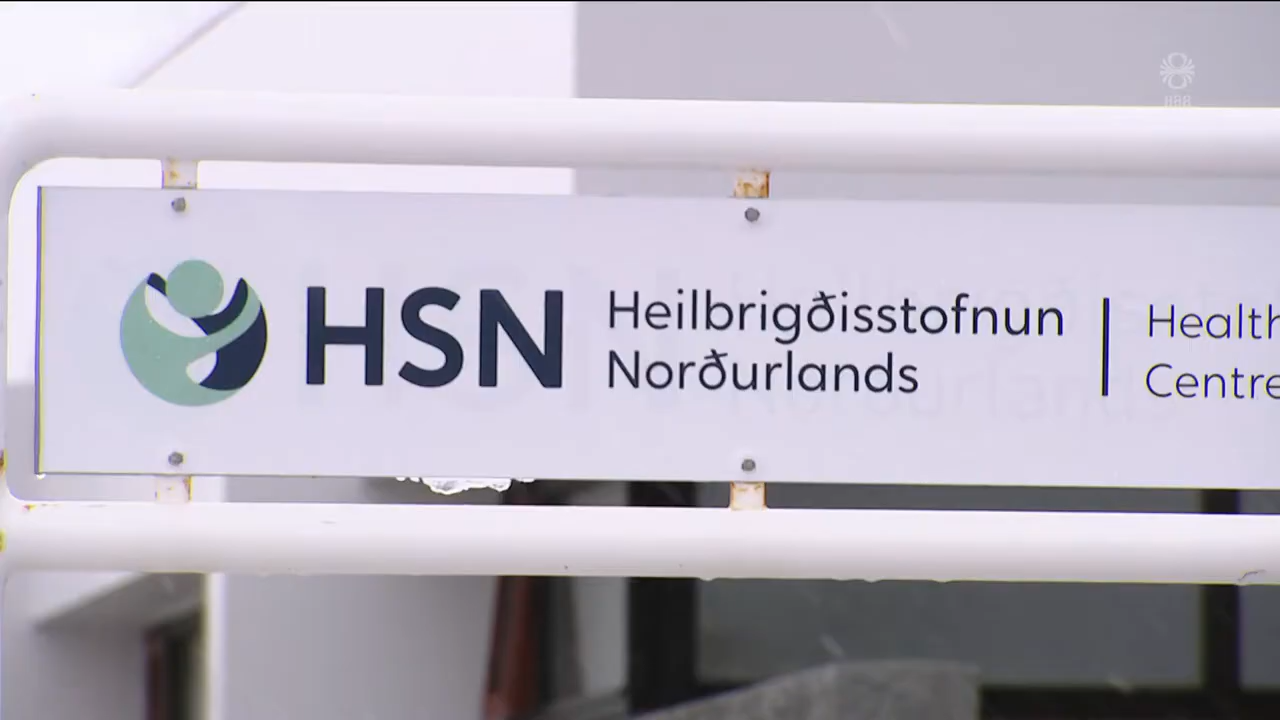 HSN
Heilbrigðisstofnun
Norðurlands
Health
Centre